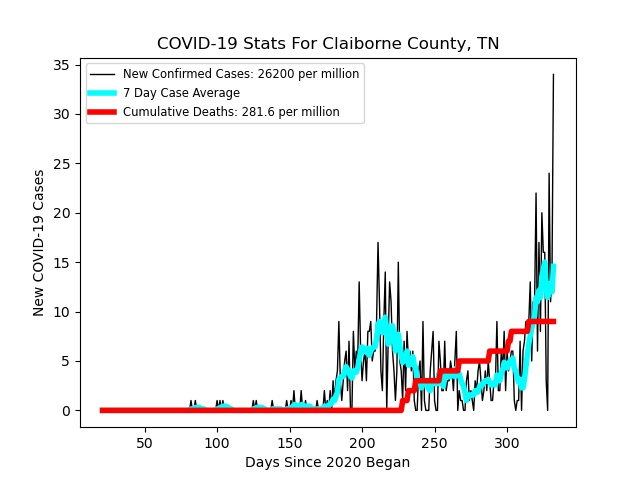 COVID-19 Stats For Claiborne County, TN
New Confirmed Cases: 26200 per million
7 Day Case Average
Cumulative Deaths: 281.6 per million
New COVID-19 Cases
35
30
25
20
15
10
5
0
50 100 150 200 250 300
Days Since 2020 Began